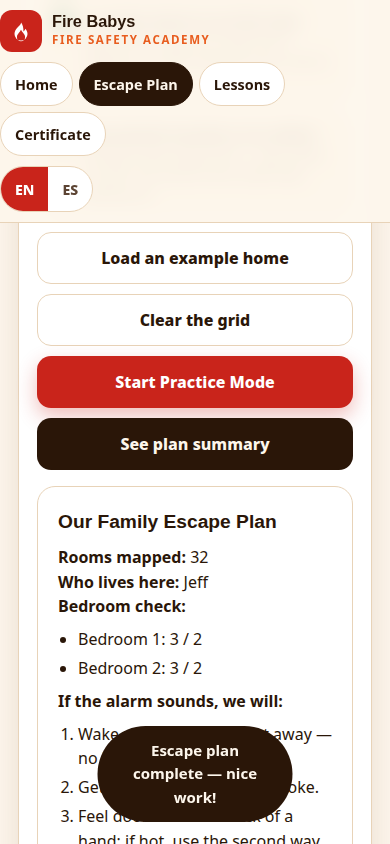 Fire Babys
FIRE SAFETY ACADEMY
Home
Escape Plan
Lessons
Certificate
EN
ES
Load an example home
Clear the grid
Start Practice Mode
See plan summary
Our Family Escape Plan
Rooms mapped: 32
Who lives here: Jeff
Bedroom check:
Bedroom 1: 3 / 2
Bedroom 2: 3 / 2
If the alarm sounds, we will:
1. Wake away —
2.
3. Feel of a
hand; if hot, use the second way
Escape plan
complete — nice
work!